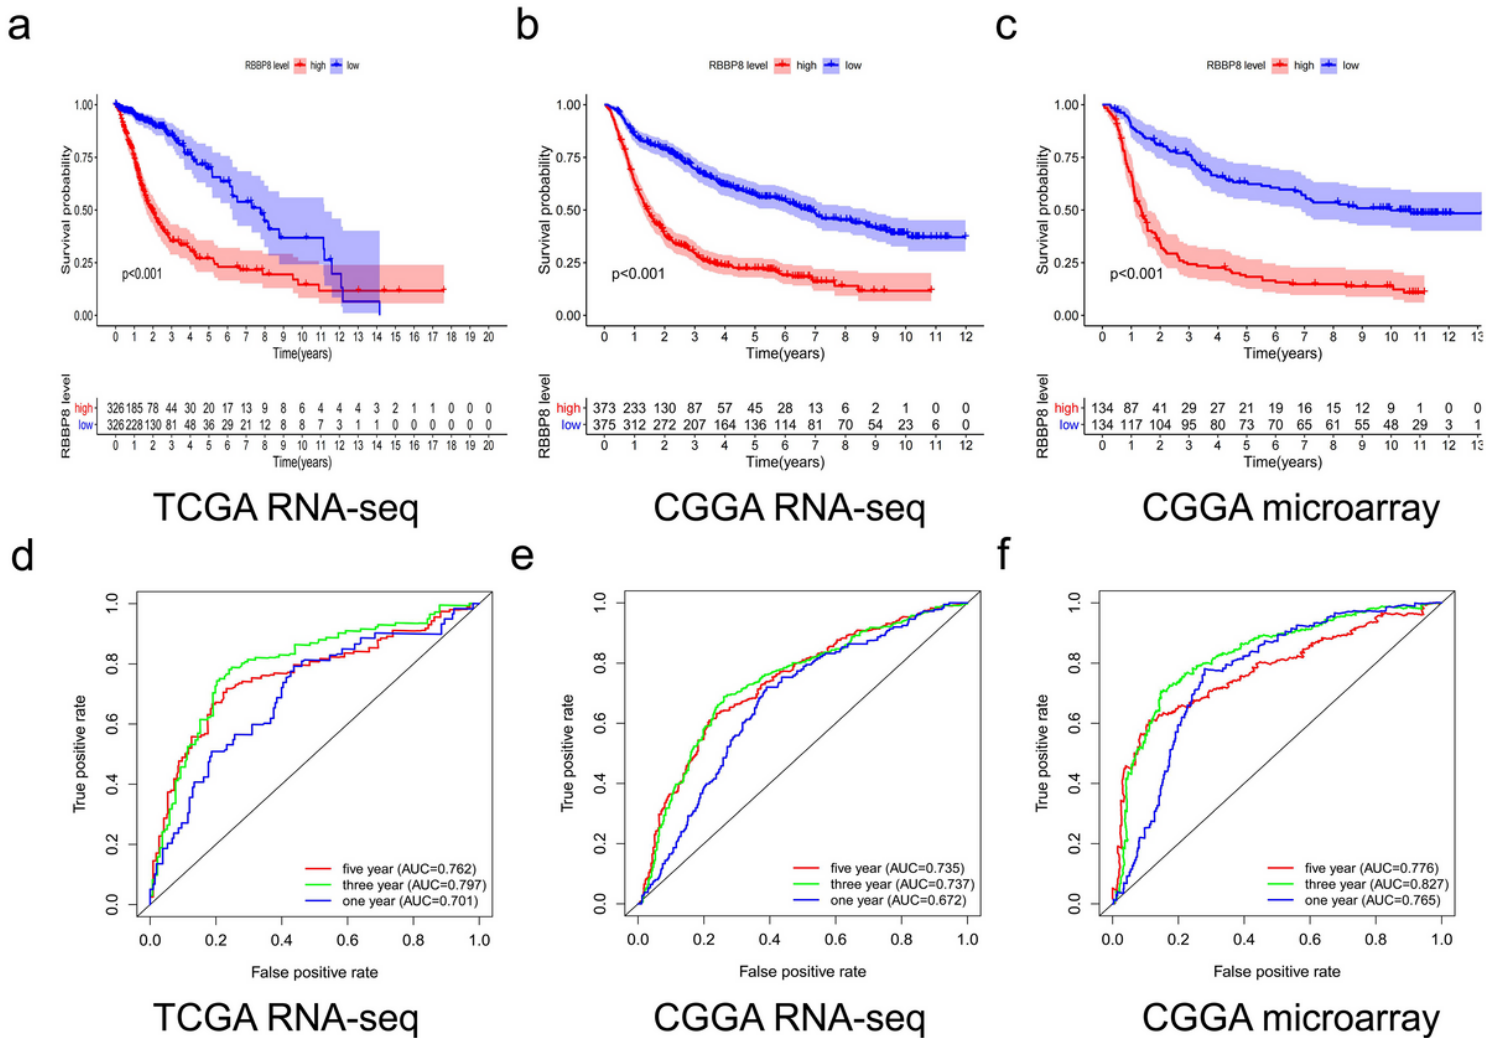 a
RBBP8 level high low
Survival probability
1.00
0.75
0.50
0.25
0.00
p<0.001
0 1 2 3 4 5 6 7 8 9 10 11 12 13 14 15 16 17 18 19 20
Time(years)
RBBP8 level
high 326 185 78 44 30 20 17 13 9 8 6 4 4 4 3 2 1 1 0 0 0
low 326 228 130 81 48 36 29 21 12 8 8 7 3 1 1 0 0 0 0 0 0
0 1 2 3 4 5 6 7 8 9 10 11 12 13 14 15 16 17 18 19 20
Time(years)
TCGA RNA-seq
b
RBBP8 level high low
Survival probability
1.00
0.75
0.50
0.25
0.00
p<0.001
0 1 2 3 4 5 6 7 8 9 10 11 12
Time(years)
RBBP8 level
high 373 233 130 87 57 45 28 13 6 2 1 0 0
low 375 312 272 207 164 136 114 81 70 54 23 6 0
0 1 2 3 4 5 6 7 8 9 10 11 12
Time(years)
CGGA RNA-seq
c
RBBP8 level high low
Survival probability
1.00
0.75
0.50
0.25
0.00
p<0.001
0 1 2 3 4 5 6 7 8 9 10 11 12 13
Time(years)
RBBP8 level
high 134 87 41 29 27 21 19 16 15 12 9 1 0 0
low 134 117 104 95 80 73 70 65 61 55 48 29 3 1
0 1 2 3 4 5 6 7 8 9 10 11 12 13
Time(years)
CGGA microarray
d
True positive rate
1.0
0.8
0.6
0.4
0.2
0.0
five year (AUC=0.762)
three year (AUC=0.797)
one year (AUC=0.701)
0.0 0.2 0.4 0.6 0.8 1.0
False positive rate
TCGA RNA-seq
e
True positive rate
1.0
0.8
0.6
0.4
0.2
0.0
five year (AUC=0.735)
three year (AUC=0.737)
one year (AUC=0.672)
0.0 0.2 0.4 0.6 0.8 1.0
False positive rate
CGGA RNA-seq
f
True positive rate
1.0
0.8
0.6
0.4
0.2
0.0
five year (AUC=0.776)
three year (AUC=0.827)
one year (AUC=0.765)
0.0 0.2 0.4 0.6 0.8 1.0
False positive rate
CGGA microarray